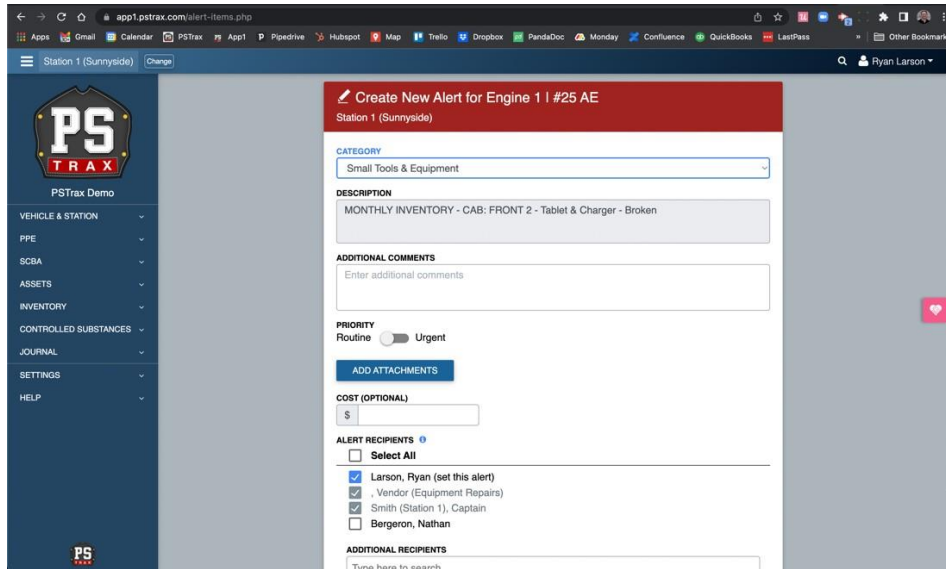 app1.pstrax.com/alert-items.php
Apps Gmail Calendar PSTrax App1 Pipedrive Hubspot Map Trello Dropbox PandaDoc Monday Confluence QuickBooks LastPass » Other Bookmark
Station 1 (Sunnyside) Change Ryan Larson
PS
TRAX
PSTrax Demo
VEHICLE & STATION
PPE
SCBA
ASSETS
INVENTORY
CONTROLLED SUBSTANCES
JOURNAL
SETTINGS
HELP
PS
Create New Alert for Engine 1 | #25 AE
Station 1 (Sunnyside)
CATEGORY
Small Tools & Equipment
DESCRIPTION
MONTHLY INVENTORY - CAB: FRONT 2 - Tablet & Charger - Broken
ADDITIONAL COMMENTS
Enter additional comments
PRIORITY
Routine Urgent
ADD ATTACHMENTS
COST (OPTIONAL)
$
ALERT RECIPIENTS
Select All
Larson, Ryan (set this alert)
, Vendor (Equipment Repairs)
Smith (Station 1), Captain
Bergeron, Nathan
ADDITIONAL RECIPIENTS
Type here to search